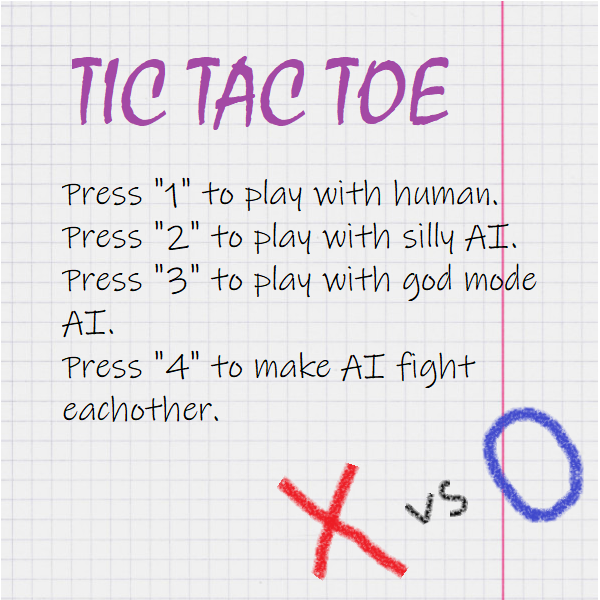 TIC TAC TOE
Press "1" to play with human.
Press "2" to play with silly AI.
Press "3" to play with god mode
AI.
Press "4" to make AI fight
eachother.
X vs O